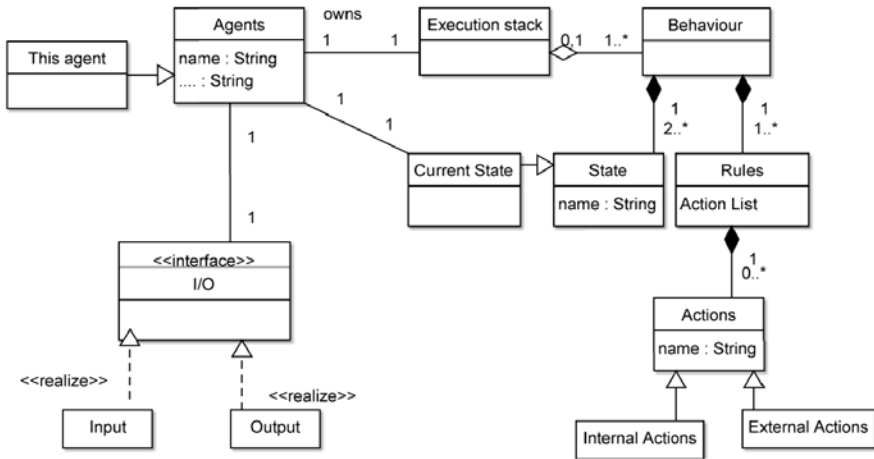 owns
Agents
Execution stack
Behaviour
This agent
name : String
.... : String
1
1
0,1
1..*
1
1
1
2..*
1
1..*
1
1
Current State
State
name : String
Rules
Action List
<<interface>>
I/O
1
0..*
Actions
name : String
<<realize>>
<<realize>>
Input
Output
Internal Actions
External Actions